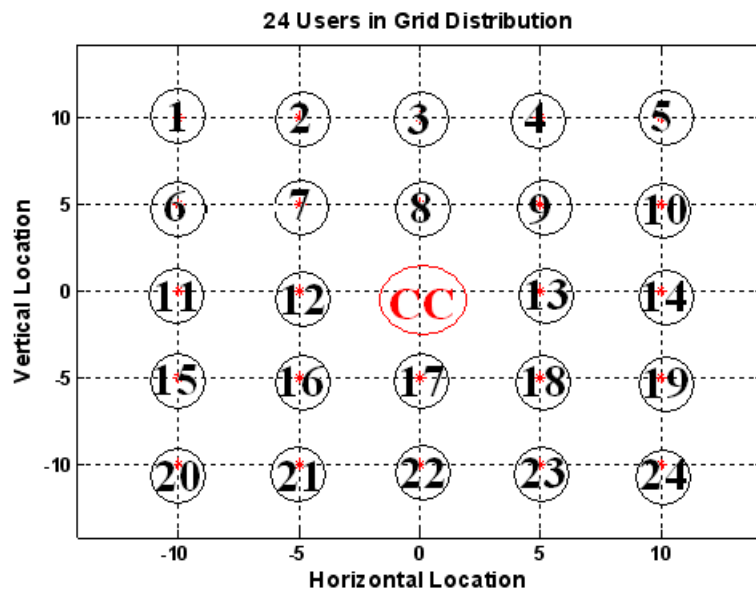 24 Users in Grid Distribution
10 1 2 3 4 5
5 6 7 8 9 10
0 11 12 CC 13 14
-5 15 16 17 18 19
-10 20 21 22 23 24
-10 -5 0 5 10
Horizontal Location
Vertical Location